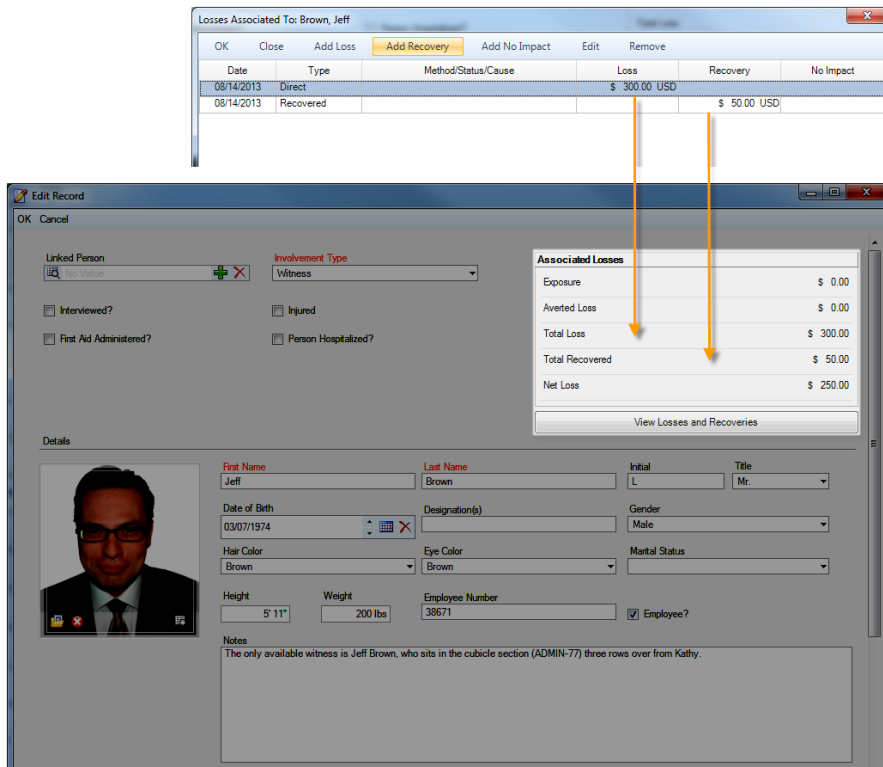 Losses Associated To: Brown, Jeff
OK Close Add Loss Add Recovery Add No Impact Edit Remove
Date Type Method/Status/Cause Loss Recovery No Impact
08/14/2013 Direct $ 300.00 USD
08/14/2013 Recovered $ 50.00 USD
Edit Record
OK Cancel
Linked Person Involvement Type
No Value Witness
Interviewed? Injured
First Aid Administered? Person Hospitalized?
Associated Losses
Exposure $ 0.00
Averted Loss $ 0.00
Total Loss $ 300.00
Total Recovered $ 50.00
Net Loss $ 250.00
View Losses and Recoveries
Details
First Name Last Name Initial Title
Jeff Brown L Mr.
Date of Birth Designation(s) Gender
03/07/1974 Male
Hair Color Eye Color Marital Status
Brown Brown
Height Weight Employee Number
5' 11" 200 lbs 38671 Employee?
Notes
The only available witness is Jeff Brown, who sits in the cubicle section (ADMIN-77) three rows over from Kathy.